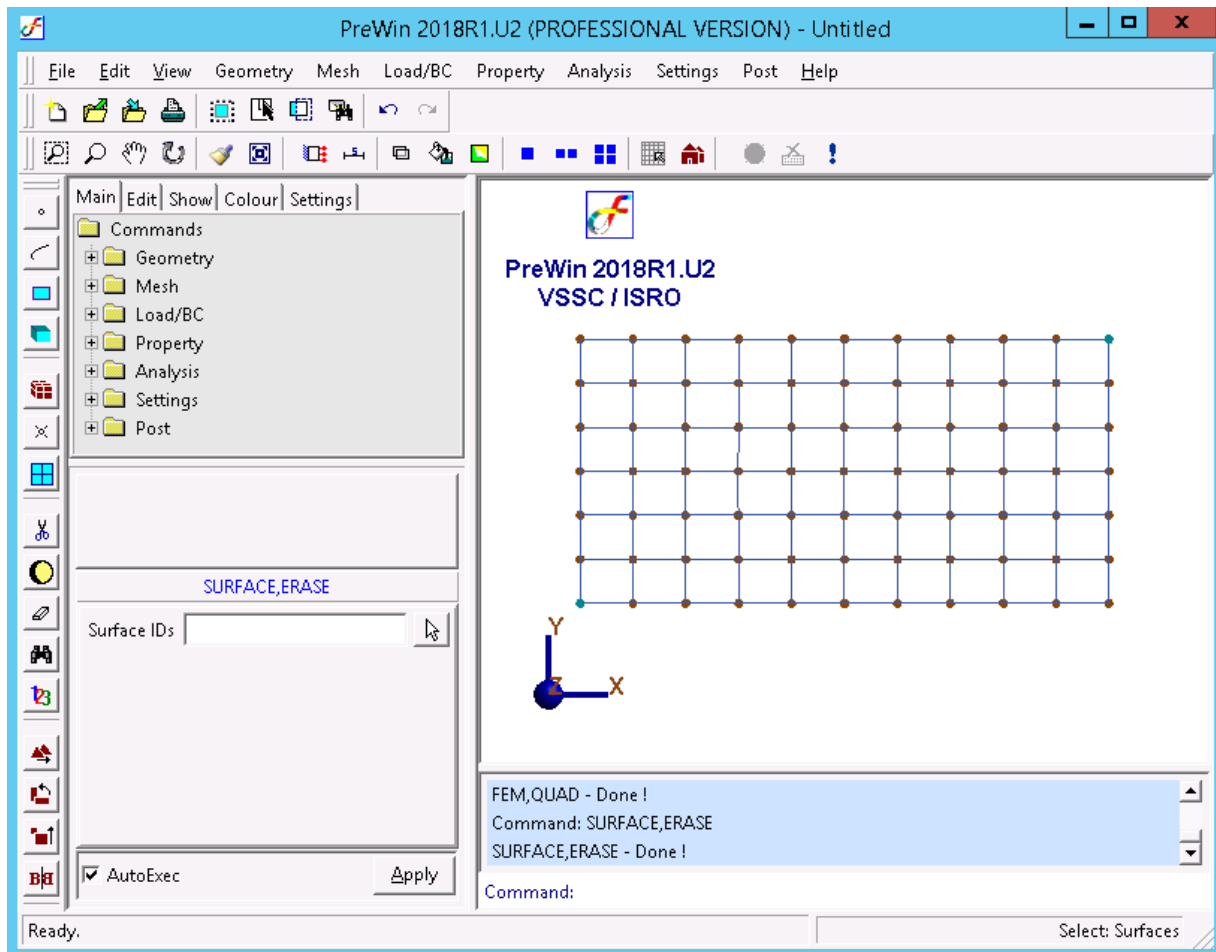 PreWin 2018R1.U2 (PROFESSIONAL VERSION) - Untitled
File Edit View Geometry Mesh Load/BC Property Analysis Settings Post Help
Main Edit Show Colour Settings
Commands
Geometry
Mesh
Load/BC
Property
Analysis
Settings
Post
SURFACE,ERASE
Surface IDs
AutoExec
Apply
PreWin 2018R1.U2
VSSC / ISRO
Y
Z
X
FEM,QUAD - Done !
Command: SURFACE,ERASE
SURFACE,ERASE - Done !
Command:
123
B|B
Ready.
Select: Surfaces